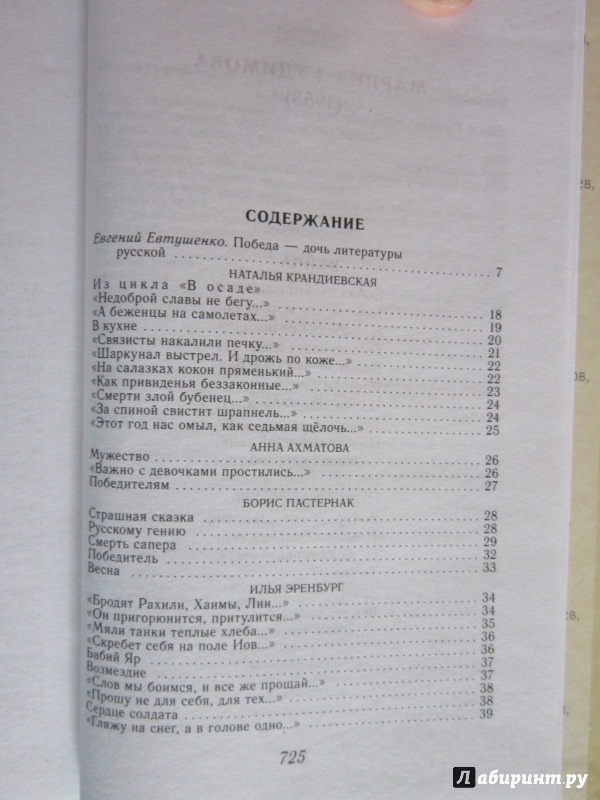 СОДЕРЖАНИЕ
Евгений Евтушенко. Победа — дочь литературы
русской ... 7
НАТАЛЬЯ КРАНДИЕВСКАЯ
Из цикла «В осаде»
«Недоброй славы не бегу...» ... 18
«А беженцы на самолетах...» ... 19
В кухне ... 20
«Связисты накалили печку...» ... 21
«Шаркунал выстрел. И дрожь по коже...» ... 22
«На салазках кокон пряменький...» ... 22
«Как привиденья беззаконные...» ... 23
«Смерти злой бубенец...» ... 24
«За спиной свистит шрапнель...» ... 24
«Этот год нас омыл, как седьмая щёлочь...» ... 25
АННА АХМАТОВА
Мужество ... 26
«Важно с девочками простились...» ... 26
Победителям ... 27
БОРИС ПАСТЕРНАК
Страшная сказка ... 28
Русскому гению ... 28
Смерть сапера ... 29
Победитель ... 32
Весна ... 33
ИЛЬЯ ЭРЕНБУРГ
«Бродят Рахили, Хаимы, Лии...» ... 34
«Он пригорюнится, притулится...» ... 34
«Мяли танки теплые хлеба...» ... 35
«Скребет себя на поле Иов...» ... 36
Бабий Яр ... 36
Возмездие ... 37
«Слов мы боимся, и все же прощай...» ... 37
«Прошу не для себя, для тех...» ... 38
Сердце солдата ... 38
«Гляжу на снег, а в голове одно...» ... 39
725
Лабиринт.ру